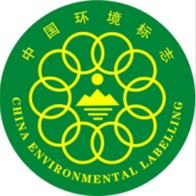 中国环境标志
CHINA ENVIRONMENTAL LABELLING